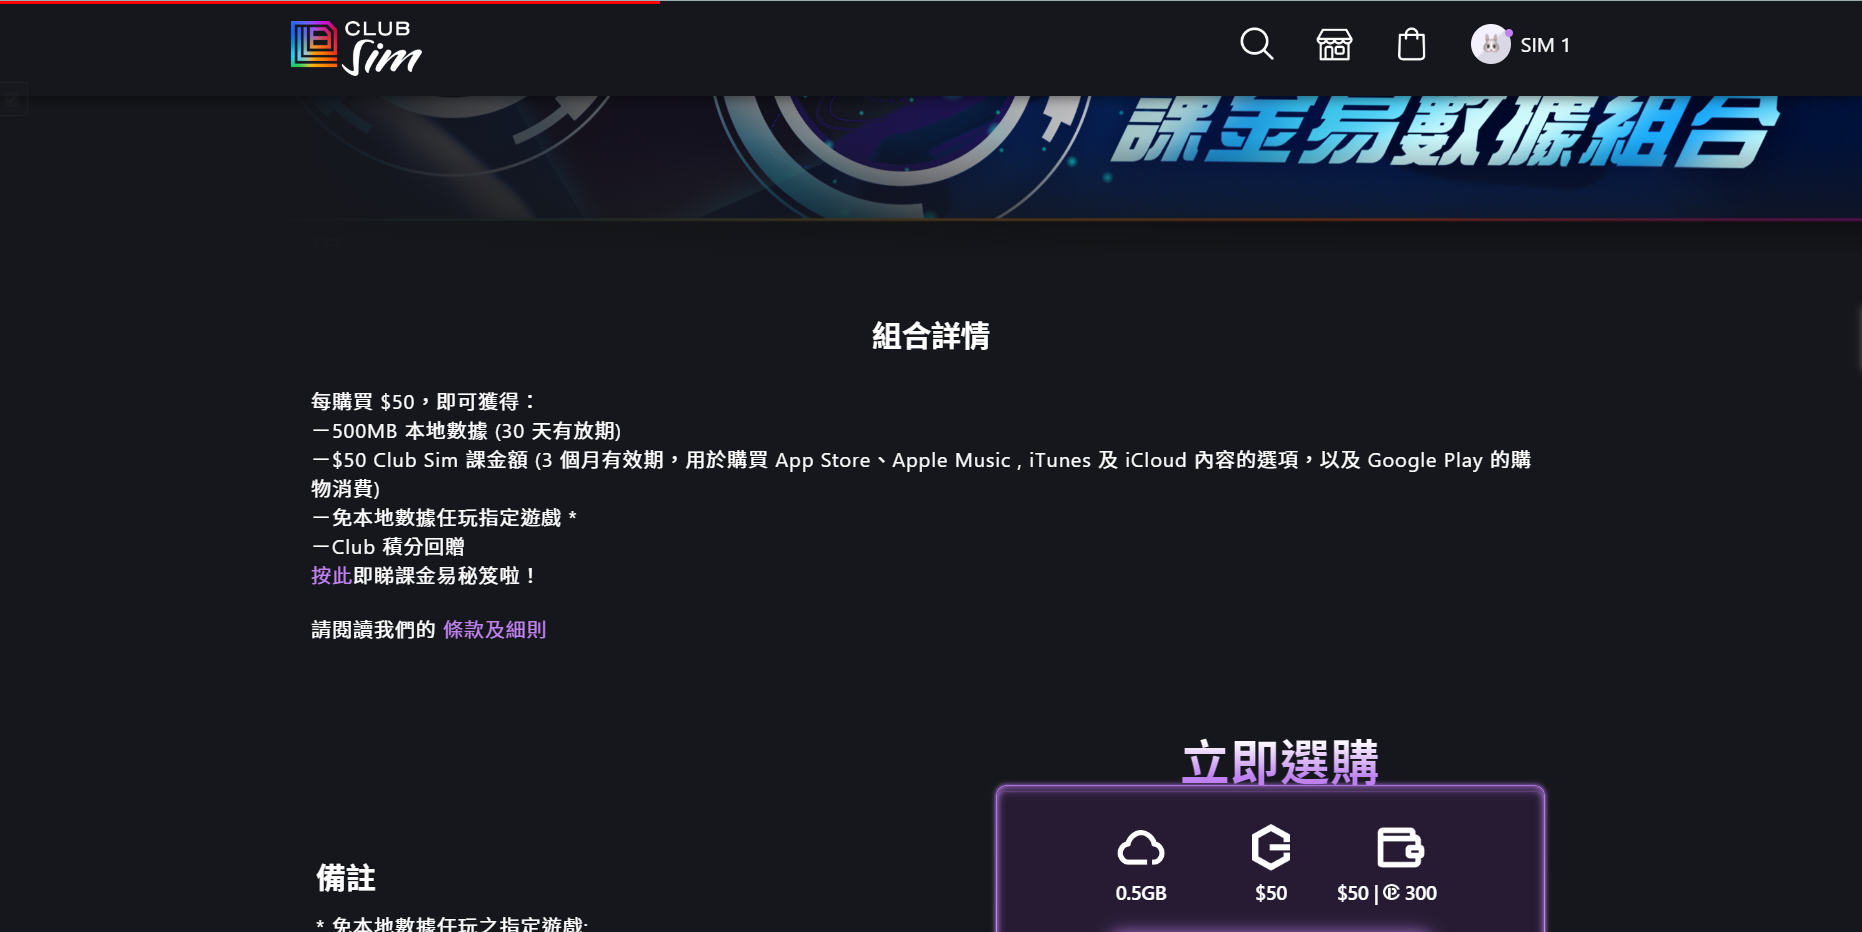 CLUB
Sim
SIM 1
課金易數據組合
組合詳情
每購買 $50，即可獲得：
－500MB 本地數據 (30 天有放期)
－$50 Club Sim 課金額 (3 個月有效期，用於購買 App Store、Apple Music , iTunes 及 iCloud 內容的選項，以及 Google Play 的購
物消費)
－免本地數據任玩指定遊戲 *
－Club 積分回贈
按此即睇課金易秘笈啦！
請閱讀我們的 條款及細則
立即選購
0.5GB
$50
$50 | 300
備註
* 免本地數據任玩之指定遊戲: